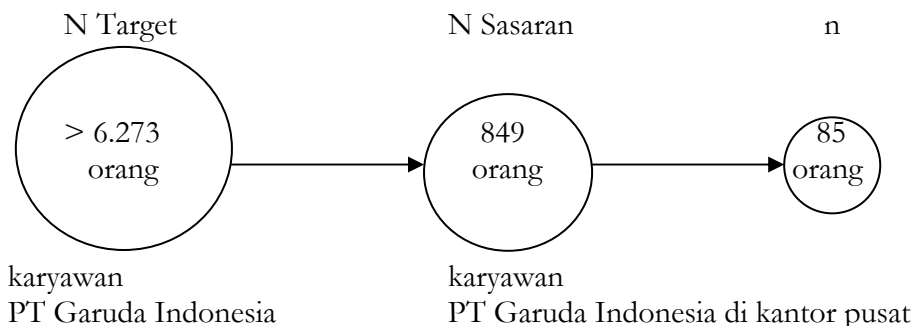 N Target
N Sasaran
n
> 6.273
orang
849
orang
85
orang
karyawan
PT Garuda Indonesia
karyawan
PT Garuda Indonesia di kantor pusat